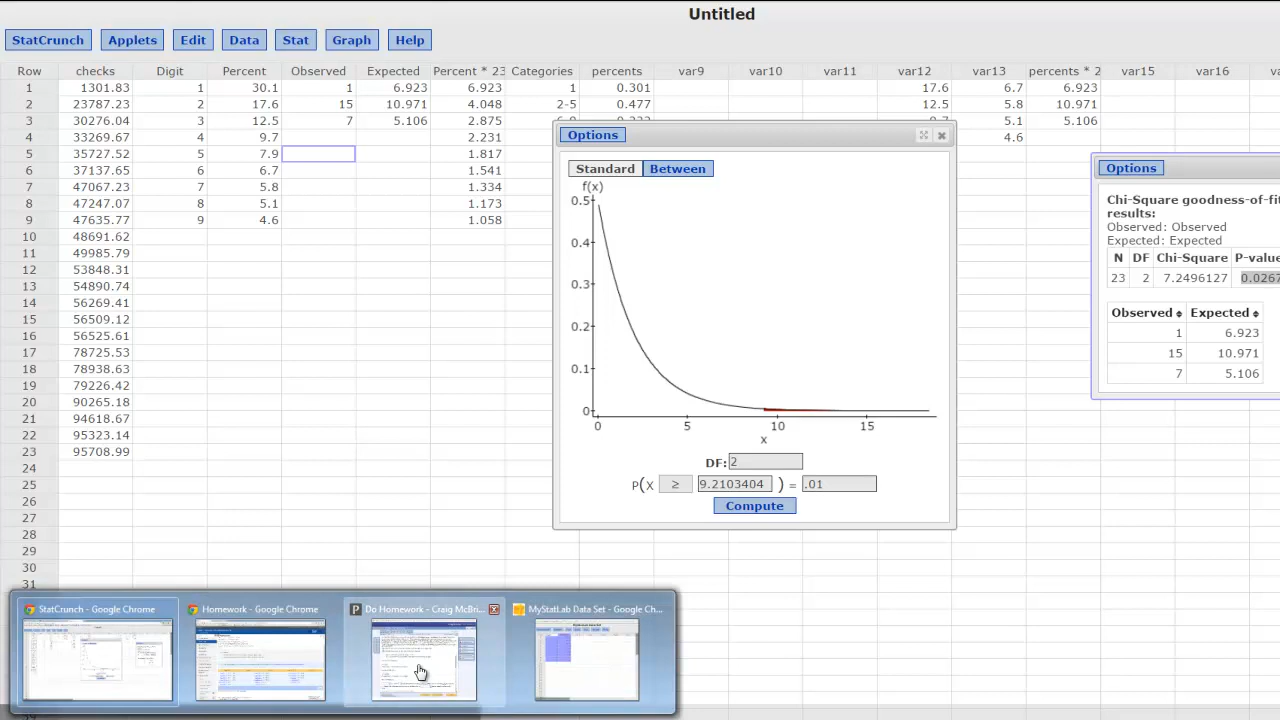 Untitled
StatCrunch Applets Edit Data Stat Graph Help
Row checks Digit Percent Observed Expected Percent * 23 Categories percents var9 var10 var11 var12 var13 percents * 2 var15 var16
1 1301.83 1 30.1 1 6.923 6.923 1 0.301 17.6 6.7 6.923
2 23787.23 2 17.6 15 10.971 4.048 2-5 0.477 12.5 5.8 10.971
3 30276.04 3 12.5 7 5.106 2.875 5.1 5.106
4 33269.67 4 9.7 2.231 4.6
5 35727.52 5 7.9 1.817
6 37137.65 6 6.7 1.541
7 47067.23 7 5.8 1.334
8 47247.07 8 5.1 1.173
9 47635.77 9 4.6 1.058
10 48691.62
11 49985.79
12 53848.31
13 54890.74
14 56269.41
15 56509.12
16 56525.61
17 78725.53
18 78938.63
19 79226.42
20 90265.18
21 94618.67
22 95323.14
23 95708.99
24
25
26
27
28
29
30
31
Options
Standard Between
f(x)
0.5
0.4
0.3
0.2
0.1
0
0 5 10 15
x
DF: 2
P(X ≥ 9.2103404 ) = .01
Compute
Options
Chi-Square goodness-of-fi
results:
Observed: Observed
Expected: Expected
N DF Chi-Square P-value
23 2 7.2496127 0.0267
Observed Expected
1 6.923
15 10.971
7 5.106
StatCrunch - Google Chrome
Homework - Google Chrome
Do Homework - Craig McBri...
MyStatLab Data Set - Google Ch...